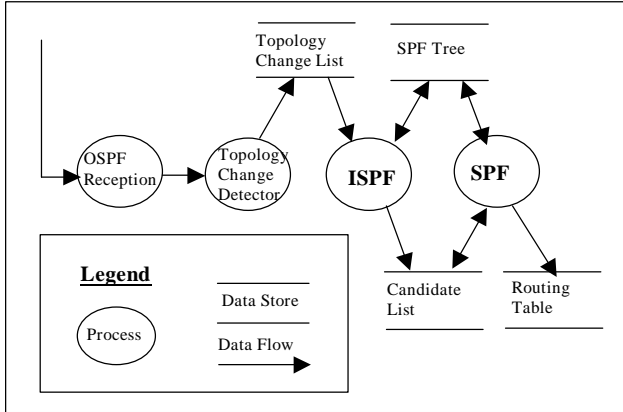 Topology
Change List
SPF Tree
OSPF
Reception
Topology
Change
Detector
ISPF
SPF
Candidate
List
Routing
Table
Legend
Process
Data Store
Data Flow